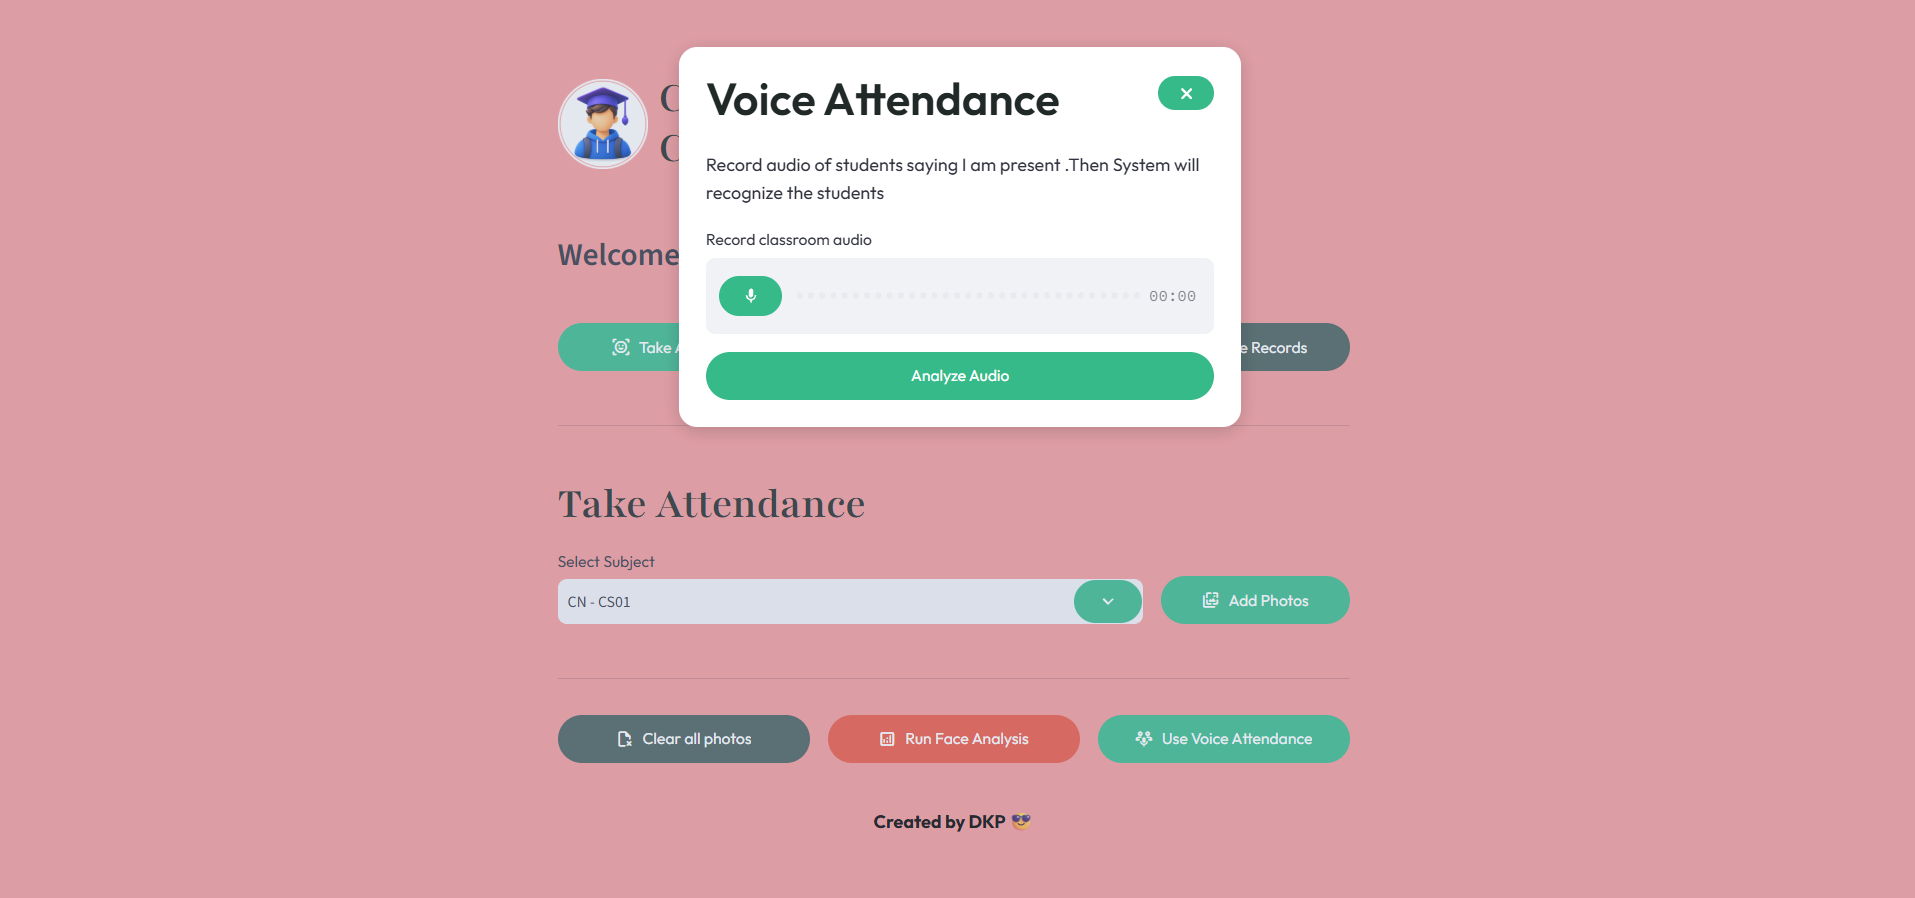 Voice Attendance
Record audio of students saying I am present .Then System will
recognize the students
Record classroom audio
00:00
Analyze Audio
Welcome
Take
Records
Take Attendance
Select Subject
CN - CS01
Add Photos
Clear all photos
Run Face Analysis
Use Voice Attendance
Created by DKP 😎